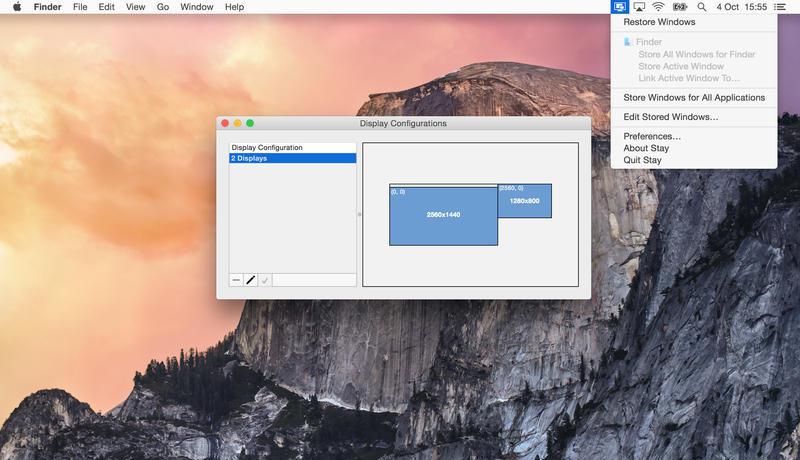 Finder File Edit View Go Window Help 4 Oct 15:55
Restore Windows
Finder
Store All Windows for Finder
Store Active Window
Link Active Window To…
Store Windows for All Applications
Edit Stored Windows…
Preferences…
About Stay
Quit Stay
Display Configurations
Display Configuration
2 Displays
(0, 0)
2560x1440
(2560, 0)
1280x800